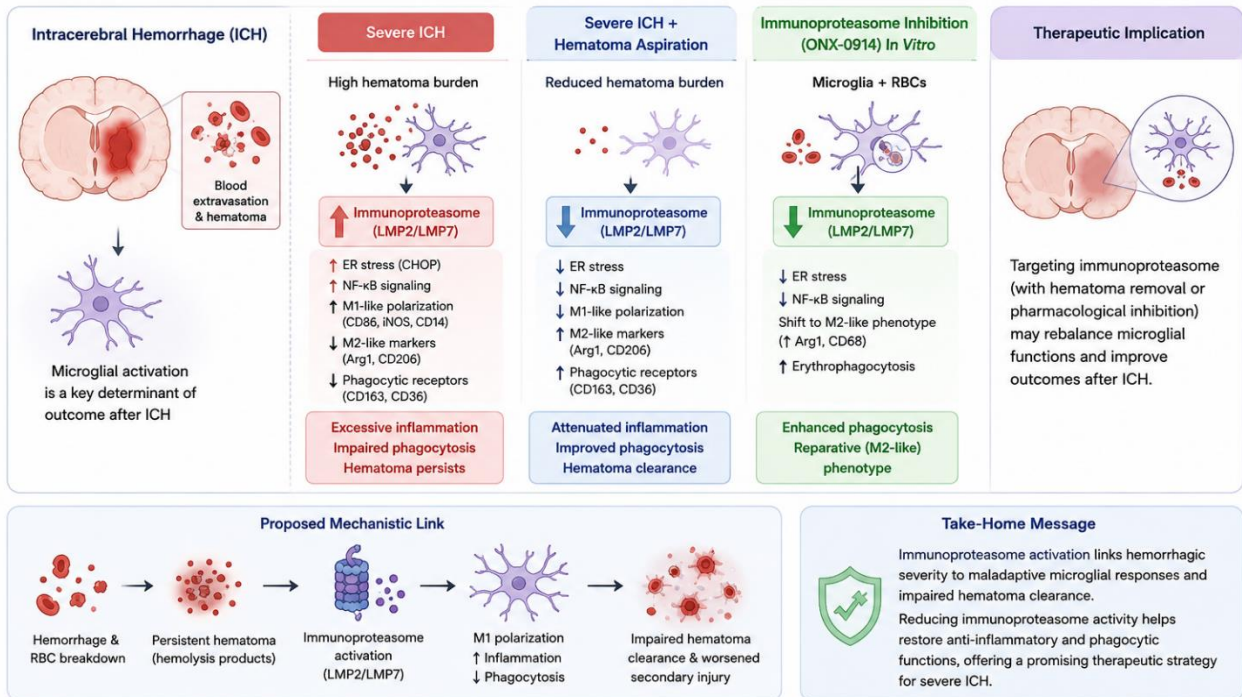 Intracerebral Hemorrhage (ICH)
Blood
extravasation
& hematoma
Microglial activation
is a key determinant of
outcome after ICH
Severe ICH
High hematoma burden
Immunoproteasome
(LMP2/LMP7)
↑ ER stress (CHOP)
↑ NF-κB signaling
↑ M1-like polarization
(CD86, iNOS, CD14)
↓ M2-like markers
(Arg1, CD206)
↓ Phagocytic receptors
(CD163, CD36)
Excessive inflammation
Impaired phagocytosis
Hematoma persists
Severe ICH +
Hematoma Aspiration
Reduced hematoma burden
Immunoproteasome
(LMP2/LMP7)
↓ ER stress
↓ NF-κB signaling
↓ M1-like polarization
↑ M2-like markers
(Arg1, CD206)
↑ Phagocytic receptors
(CD163, CD36)
Attenuated inflammation
Improved phagocytosis
Hematoma clearance
Immunoproteasome Inhibition
(ONX-0914) In Vitro
Microglia + RBCs
Immunoproteasome
(LMP2/LMP7)
↓ ER stress
↓ NF-κB signaling
Shift to M2-like phenotype
(↑ Arg1, CD68)
↑ Erythrophagocytosis
Enhanced phagocytosis
Reparative (M2-like)
phenotype
Therapeutic Implication
Targeting immunoproteasome
(with hematoma removal or
pharmacological inhibition)
may rebalance microglial
functions and improve
outcomes after ICH.
Proposed Mechanistic Link
Hemorrhage &
RBC breakdown
Persistent hematoma
(hemolysis products)
Immunoproteasome
activation
(LMP2/LMP7)
M1 polarization
↑ Inflammation
↓ Phagocytosis
Impaired hematoma
clearance & worsened
secondary injury
Take-Home Message
Immunoproteasome activation links hemorrhagic
severity to maladaptive microglial responses and
impaired hematoma clearance.
Reducing immunoproteasome activity helps
restore anti-inflammatory and phagocytic
functions, offering a promising therapeutic strategy
for severe ICH.